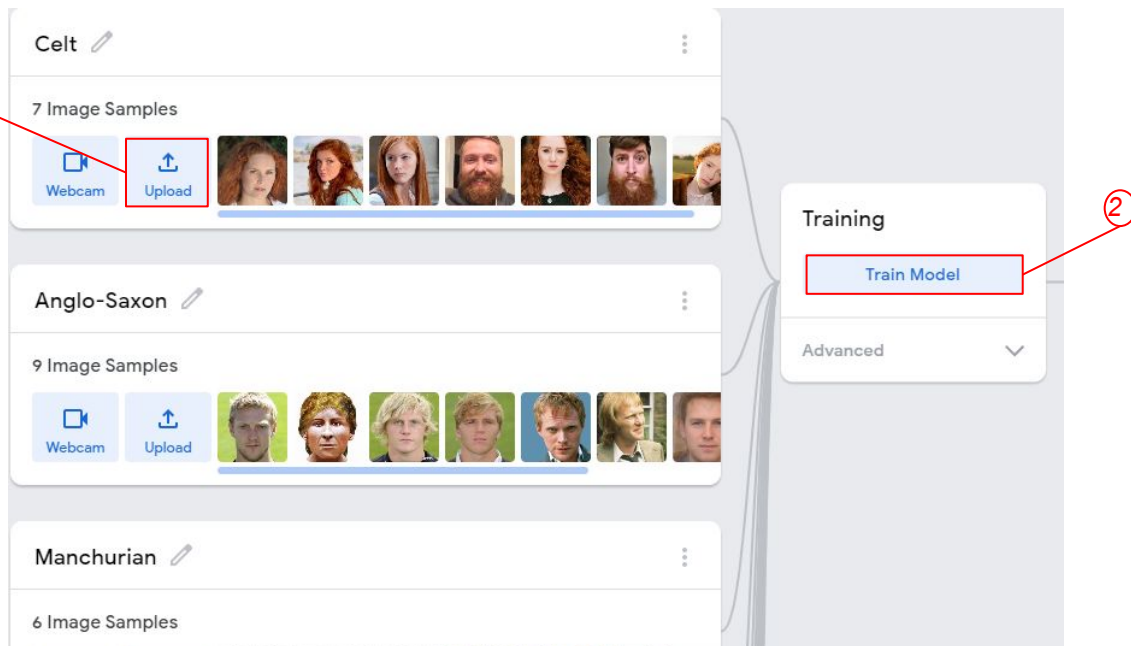 Celt
7 Image Samples
Webcam
Upload
Training
2
Train Model
Anglo-Saxon
Advanced
9 Image Samples
Webcam
Upload
Manchurian
6 Image Samples